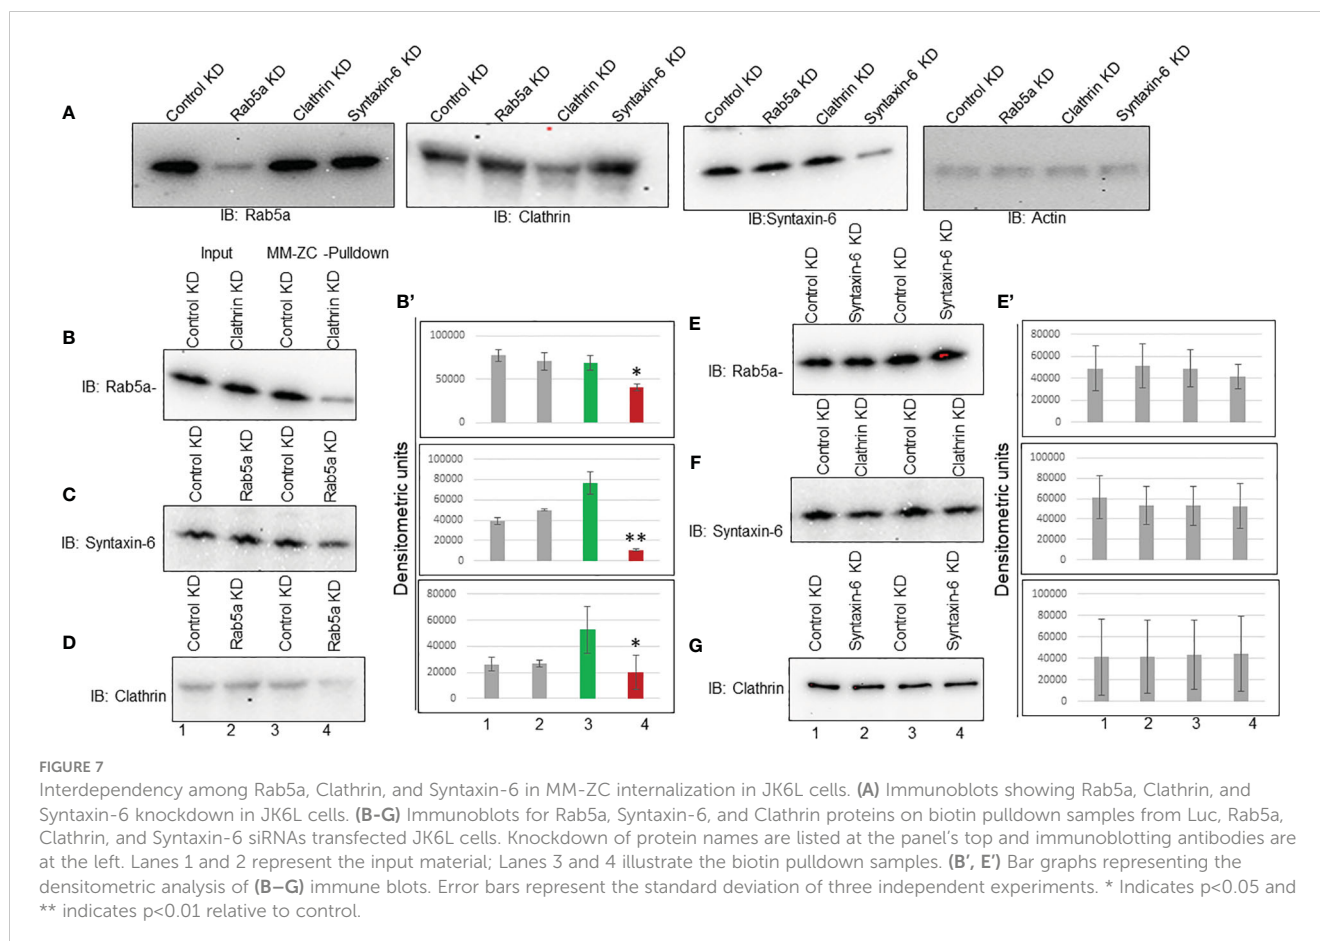 Control KD Rab5a KD Clathrin KD Syntaxin-6 KD Control KD Rab5a KD Clathrin KD Syntaxin-6 KD Control KD Rab5a KD Clathrin KD Syntaxin-6 KD Control KD Rab5a KD Clathrin KD Syntaxin-6 KD
A
IB: Rab5a IB: Clathrin IB:Syntaxin-6 IB: Actin
Input MM-ZC -Pulldown
Control KD Clathrin KD Control KD Clathrin KD
B
IB: Rab5a-
Control KD Rab5a KD Control KD Rab5a KD
C
IB: Syntaxin-6
Control KD Rab5a KD Control KD Rab5a KD
D
IB: Clathrin
1 2 3 4
B'
Densitometric units
100000
50000
0
*
100000
80000
60000
40000
20000
0
**
80000
60000
40000
20000
0
*
1 2 3 4
Control KD Syntaxin-6 KD Control KD Syntaxin-6 KD
E
IB: Rab5a-
Control KD Clathrin KD Control KD Clathrin KD
F
IB: Syntaxin-6
Control KD Syntaxin-6 KD Control KD Syntaxin-6 KD
G
IB: Clathrin
1 2 3 4
E'
Densitometric units
80000
60000
40000
20000
0
100000
80000
60000
40000
20000
0
100000
80000
60000
40000
20000
0
1 2 3 4
FIGURE 7
Interdependency among Rab5a, Clathrin, and Syntaxin-6 in MM-ZC internalization in JK6L cells. (A) Immunoblots showing Rab5a, Clathrin, and
Syntaxin-6 knockdown in JK6L cells. (B-G) Immunoblots for Rab5a, Syntaxin-6, and Clathrin proteins on biotin pulldown samples from Luc, Rab5a,
Clathrin, and Syntaxin-6 siRNAs transfected JK6L cells. Knockdown of protein names are listed at the panel's top and immunoblotting antibodies are
at the left. Lanes 1 and 2 represent the input material; Lanes 3 and 4 illustrate the biotin pulldown samples. (B', E') Bar graphs representing the
densitometric analysis of (B–G) immune blots. Error bars represent the standard deviation of three independent experiments. * Indicates p<0.05 and
** indicates p<0.01 relative to control.